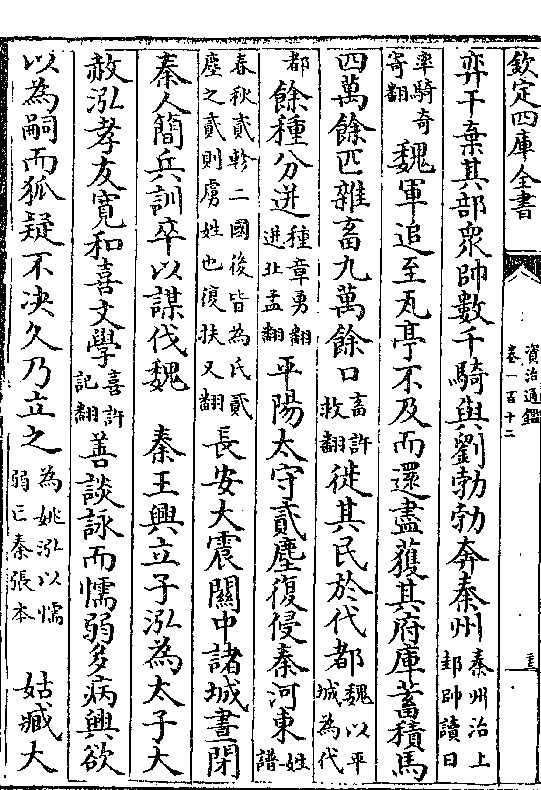 欽定四庫全書
資治通鑑
卷一百十二
弈干棄其部衆帥數千騎與劉勃勃奔秦州秦州治上邽帥讀曰
率騎奇寄翻魏軍追至瓦亭不及而還盡獲其府庫蓄積馬
四萬餘匹雜畜九萬餘口畜許救翻徙其民於代都魏以平城為代
都餘種分迸種章勇翻迸北孟翻平陽太守貳塵復侵秦河東姓譜
春秋貳軫二國後皆為氏貳塵之貳則虜姓也復扶又翻長安大震關中諸城晝閉
秦人簡兵訓卒以謀伐魏 秦王興立子泓為太子大
赦泓孝友寬和喜文學喜許記翻善談詠而懦弱多病興欲
以為嗣而狐疑不决久乃立之為姚泓以懦弱亡秦張本 姑臧大